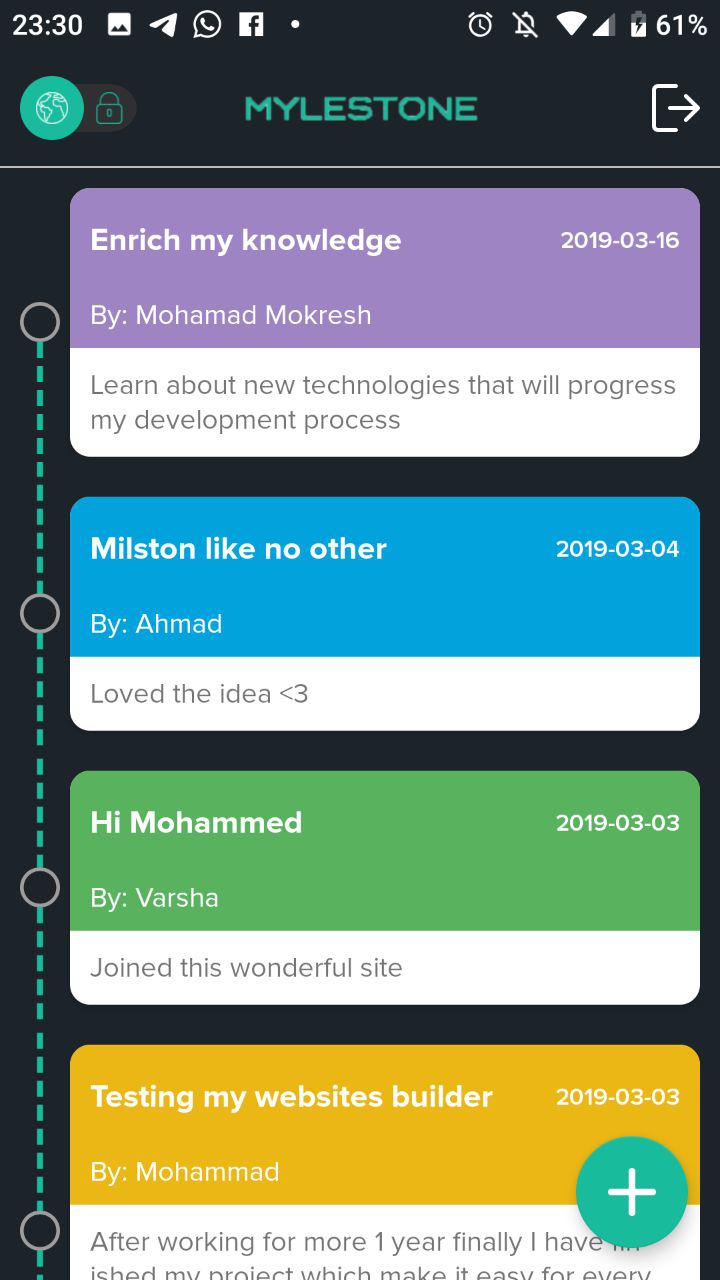 23:30
61%
MYLESTONE
Enrich my knowledge 2019-03-16
By: Mohamad Mokresh
Learn about new technologies that will progress
my development process
Milston like no other 2019-03-04
By: Ahmad
Loved the idea <3
Hi Mohammed 2019-03-03
By: Varsha
Joined this wonderful site
Testing my websites builder 2019-03-03
By: Mohammad
After working for more 1 year finally I have fin
ished my project which make it easy for every